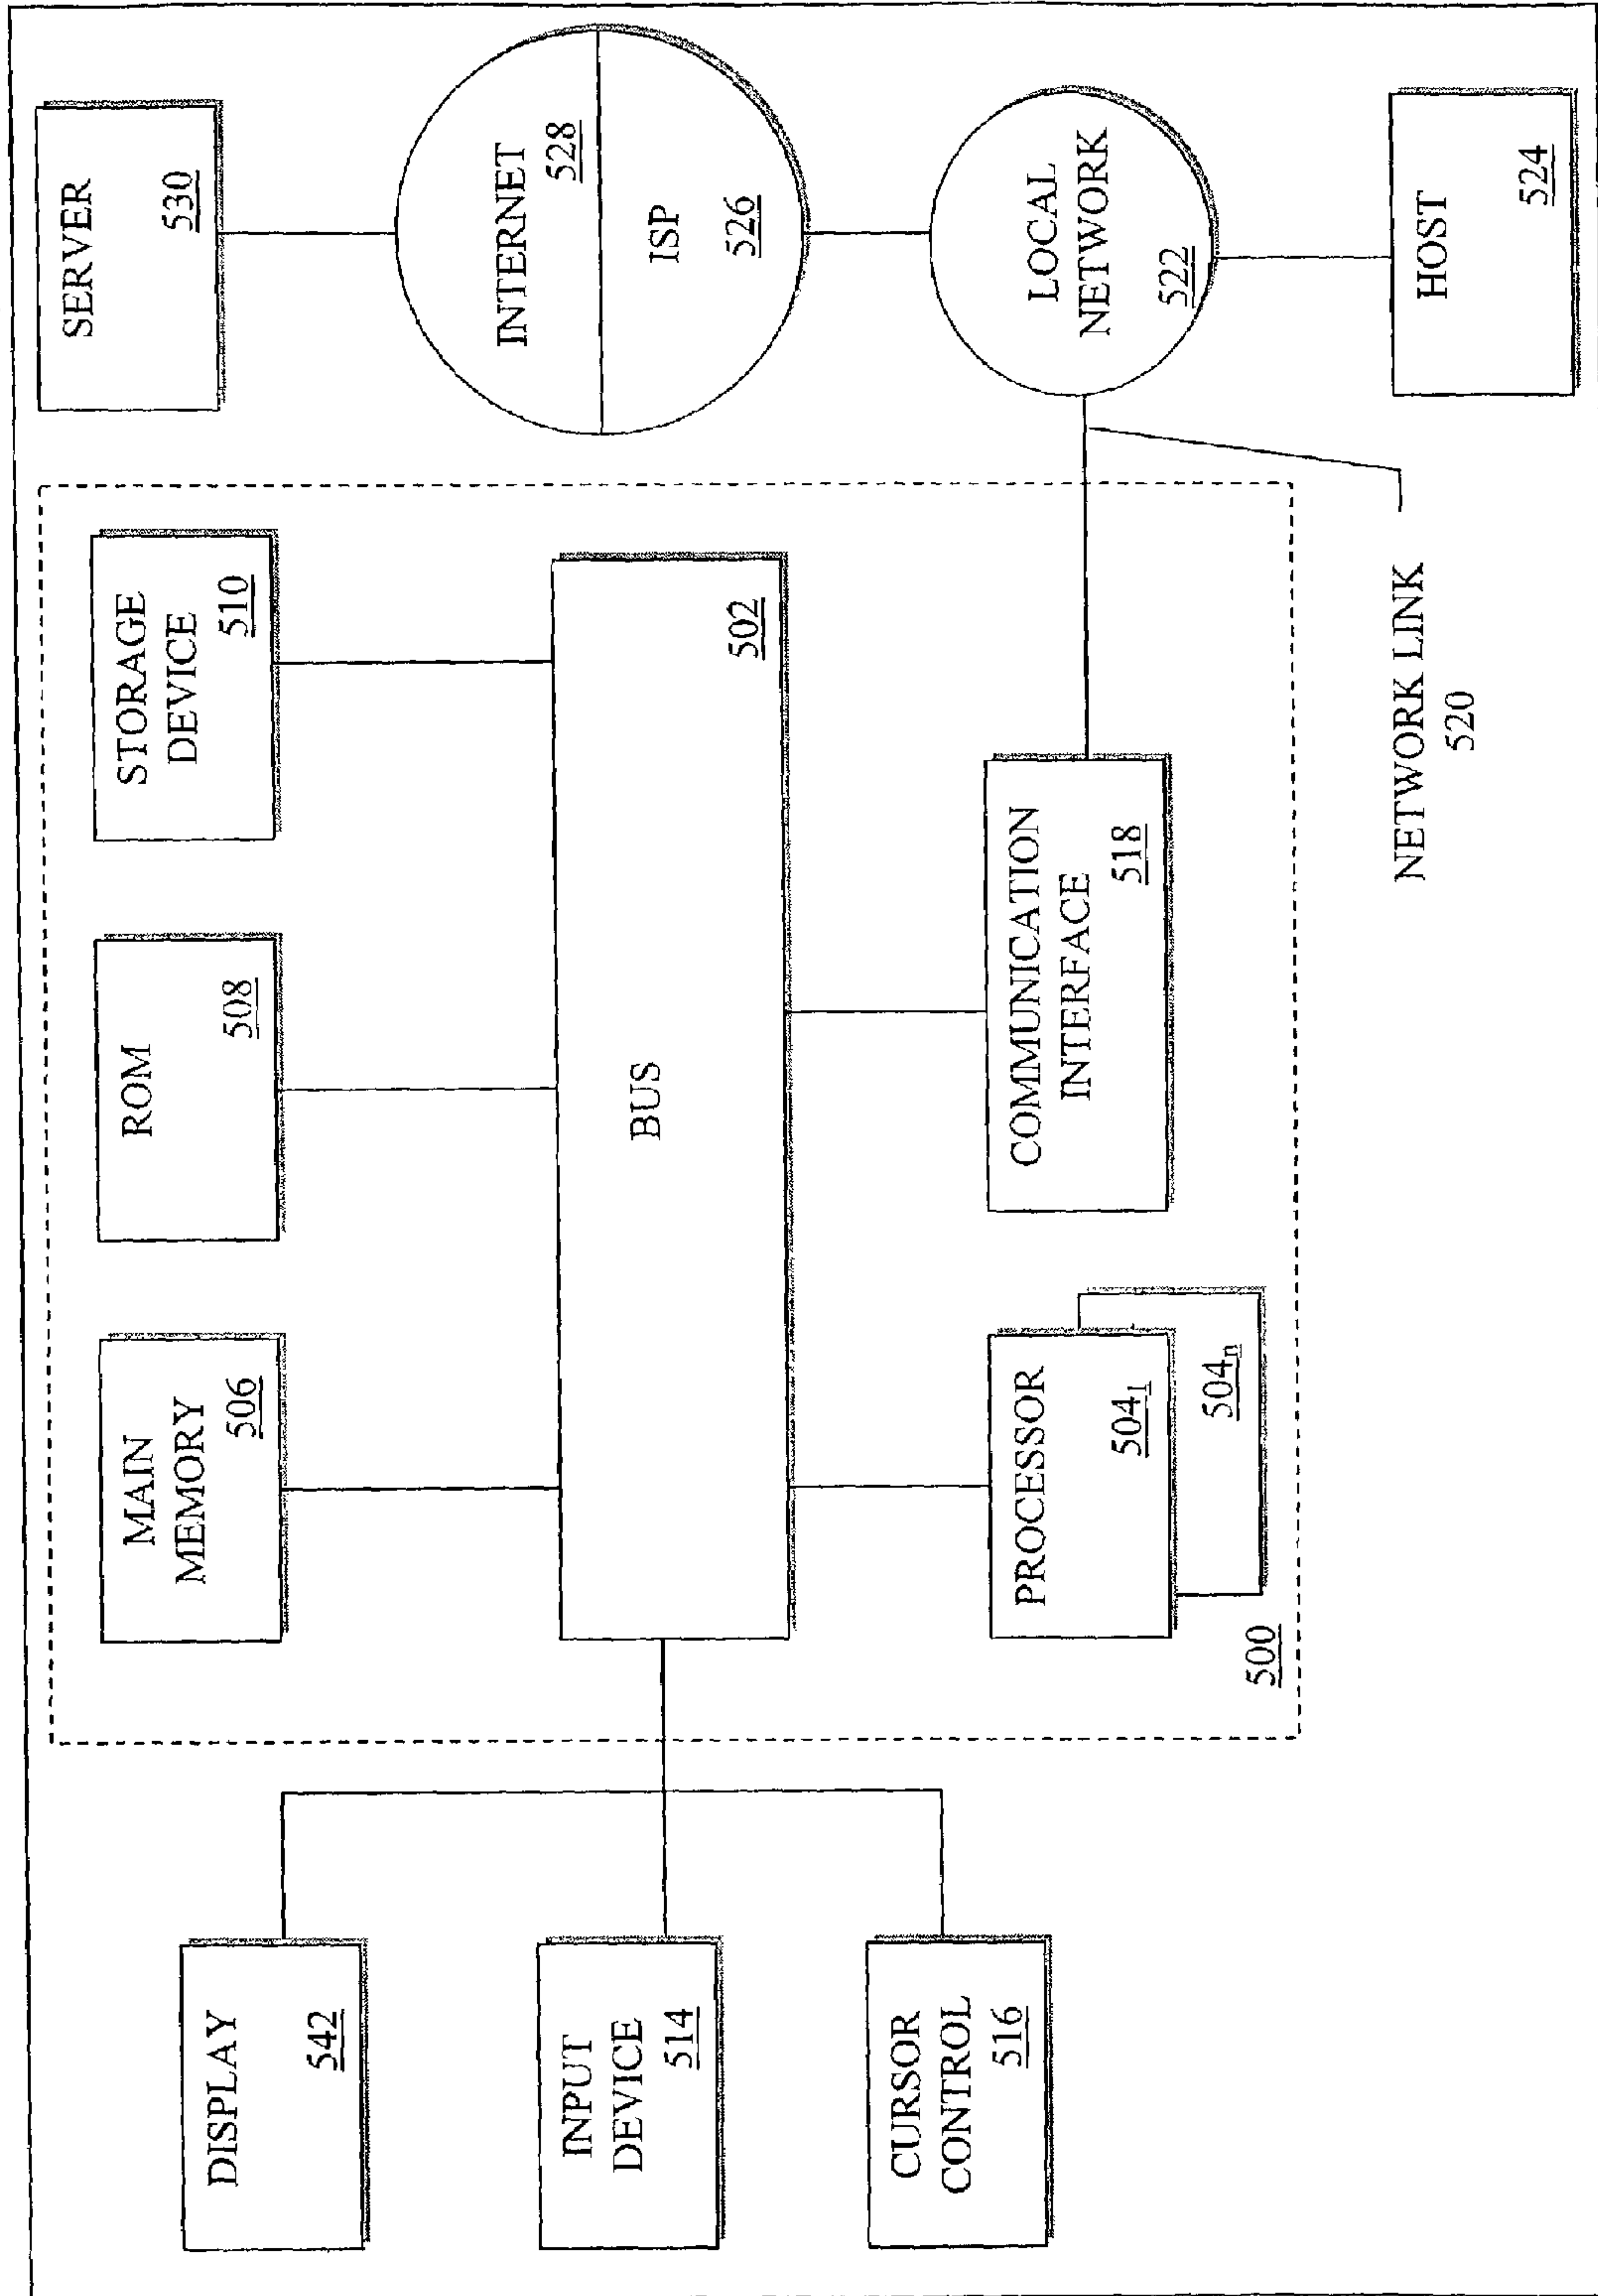 DISPLAY
542
INPUT
DEVICE
514
CURSOR
CONTROL
516
MAIN
MEMORY
506
ROM
508
STORAGE
DEVICE
510
BUS
502
PROCESSOR
504₁
504ₙ
500
COMMUNICATION
INTERFACE
518
NETWORK LINK
520
SERVER
530
INTERNET
528
ISP
526
LOCAL
NETWORK
522
HOST
524